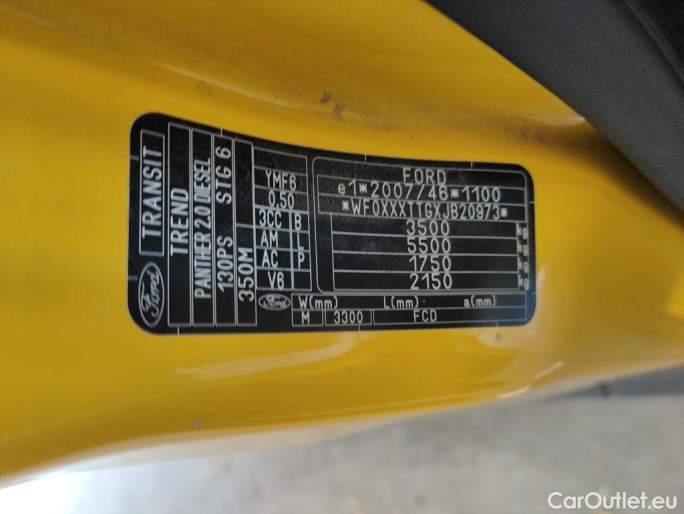 Ford
TRANSIT
TREND
PANTHER 2.0 DIESEL
130PS STG 6
350M
YMF6
0.50
3CC B
AM L
AC P
V6
FORD
e1*2007/46*1100
*WF0XXXTTGXJB20973*
3500 kg
5500 kg
1750 kg
2150 kg
Ford
W(mm) L(mm) a(mm)
M 3300 FCD
CarOutlet.eu